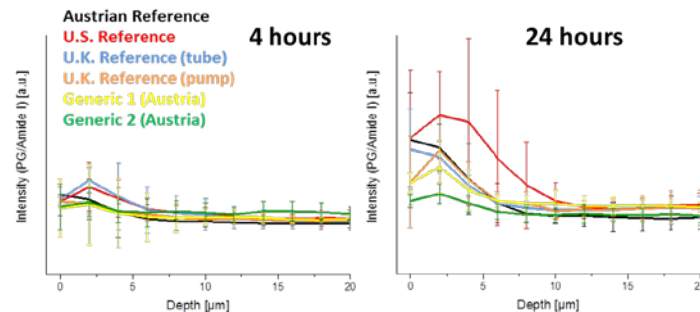 Austrian Reference
U.S. Reference
U.K. Reference (tube)
U.K. Reference (pump)
Generic 1 (Austria)
Generic 2 (Austria)
4 hours
Intensity (PG/Amide I) [a.u.]
0 5 10 15 20
Depth [µm]
24 hours
Intensity (PG/Amide I) [a.u.]
0 5 10 15 20
Depth [µm]